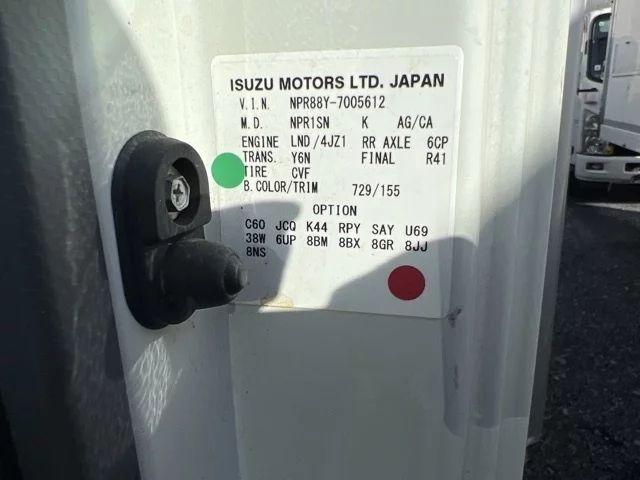 ISUZU MOTORS LTD. JAPAN
V.I.N. NPR88Y-7005612
M.D. NPR1SN K AG/CA
ENGINE LND/4JZ1 RR AXLE 6CP
TRANS. Y6N FINAL R41
TIRE CVF
B.COLOR/TRIM 729/155
OPTION
C60 JCQ K44 RPY SAY U69
38W 6UP 8BM 8BX 8GR 8JJ
8NS